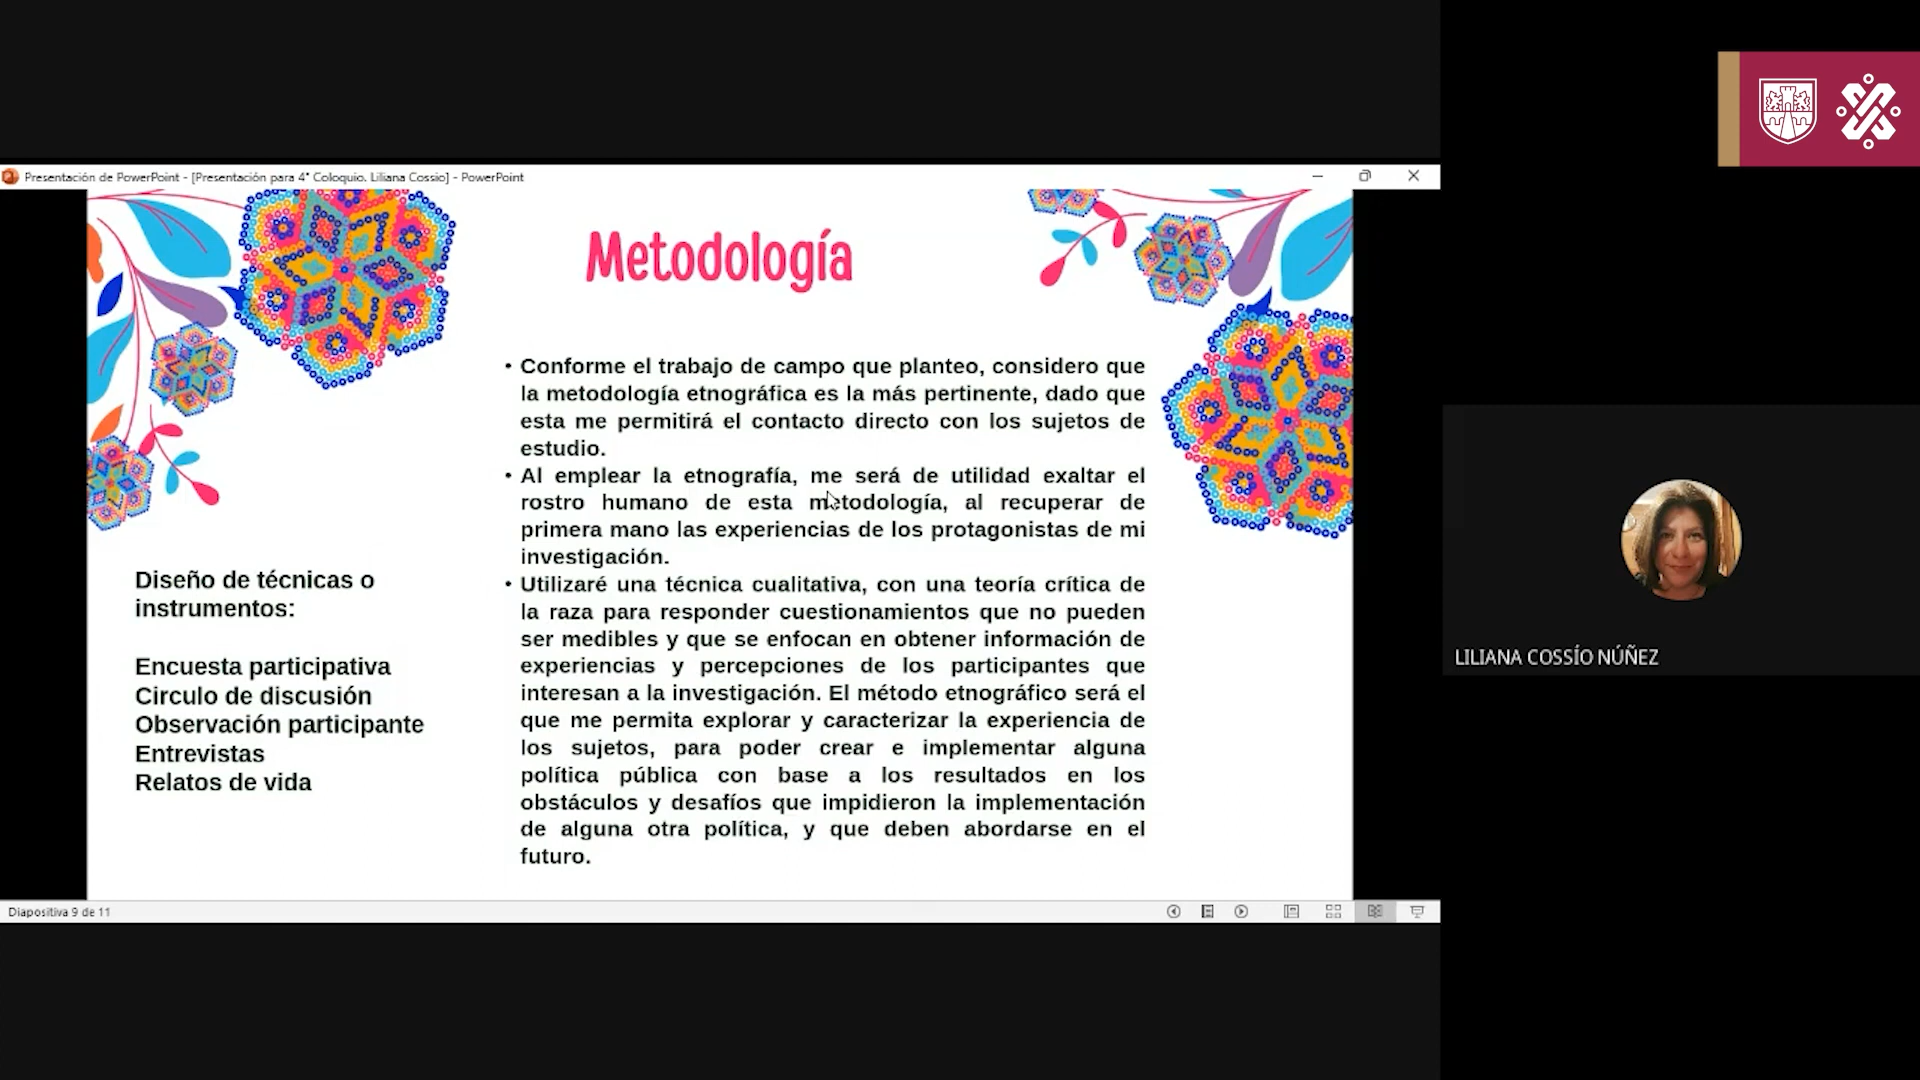 Presentación de PowerPoint - [Presentación para 4° Coloquio. Liliana Cossio] - PowerPoint
Metodología
• Conforme el trabajo de campo que planteo, considero que
la metodología etnográfica es la más pertinente, dado que
esta me permitirá el contacto directo con los sujetos de
estudio.
• Al emplear la etnografía, me será de utilidad exaltar el
rostro humano de esta metodología, al recuperar de
primera mano las experiencias de los protagonistas de mi
investigación.
• Utilizaré una técnica cualitativa, con una teoría crítica de
la raza para responder cuestionamientos que no pueden
ser medibles y que se enfocan en obtener información de
experiencias y percepciones de los participantes que
interesan a la investigación. El método etnográfico será el
que me permita explorar y caracterizar la experiencia de
los sujetos, para poder crear e implementar alguna
política pública con base a los resultados en los
obstáculos y desafíos que impidieron la implementación
de alguna otra política, y que deben abordarse en el
futuro.
Diseño de técnicas o
instrumentos:
Encuesta participativa
Circulo de discusión
Observación participante
Entrevistas
Relatos de vida
LILIANA COSSÍO NÚÑEZ
Diapositiva 9 de 11